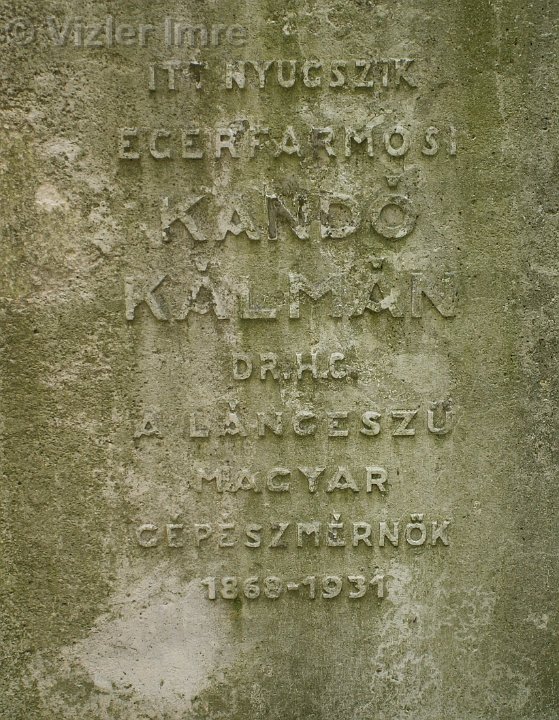 © Vizler Imre
ITT NYUGSZIK
EGERFARMOSI
KANDÓ
KÁLMÁN
DR. H.C.
A LÁNGESZŰ
MAGYAR
GÉPÉSZMÉRNÖK
1869-1931